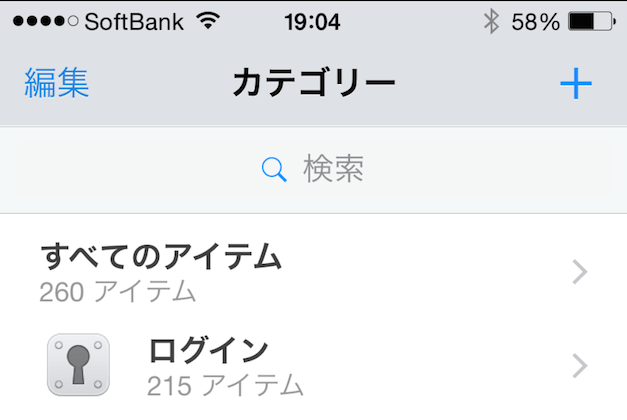 SoftBank 19:04 58%
編集 カテゴリー +
検索
すべてのアイテム
260 アイテム
ログイン
215 アイテム